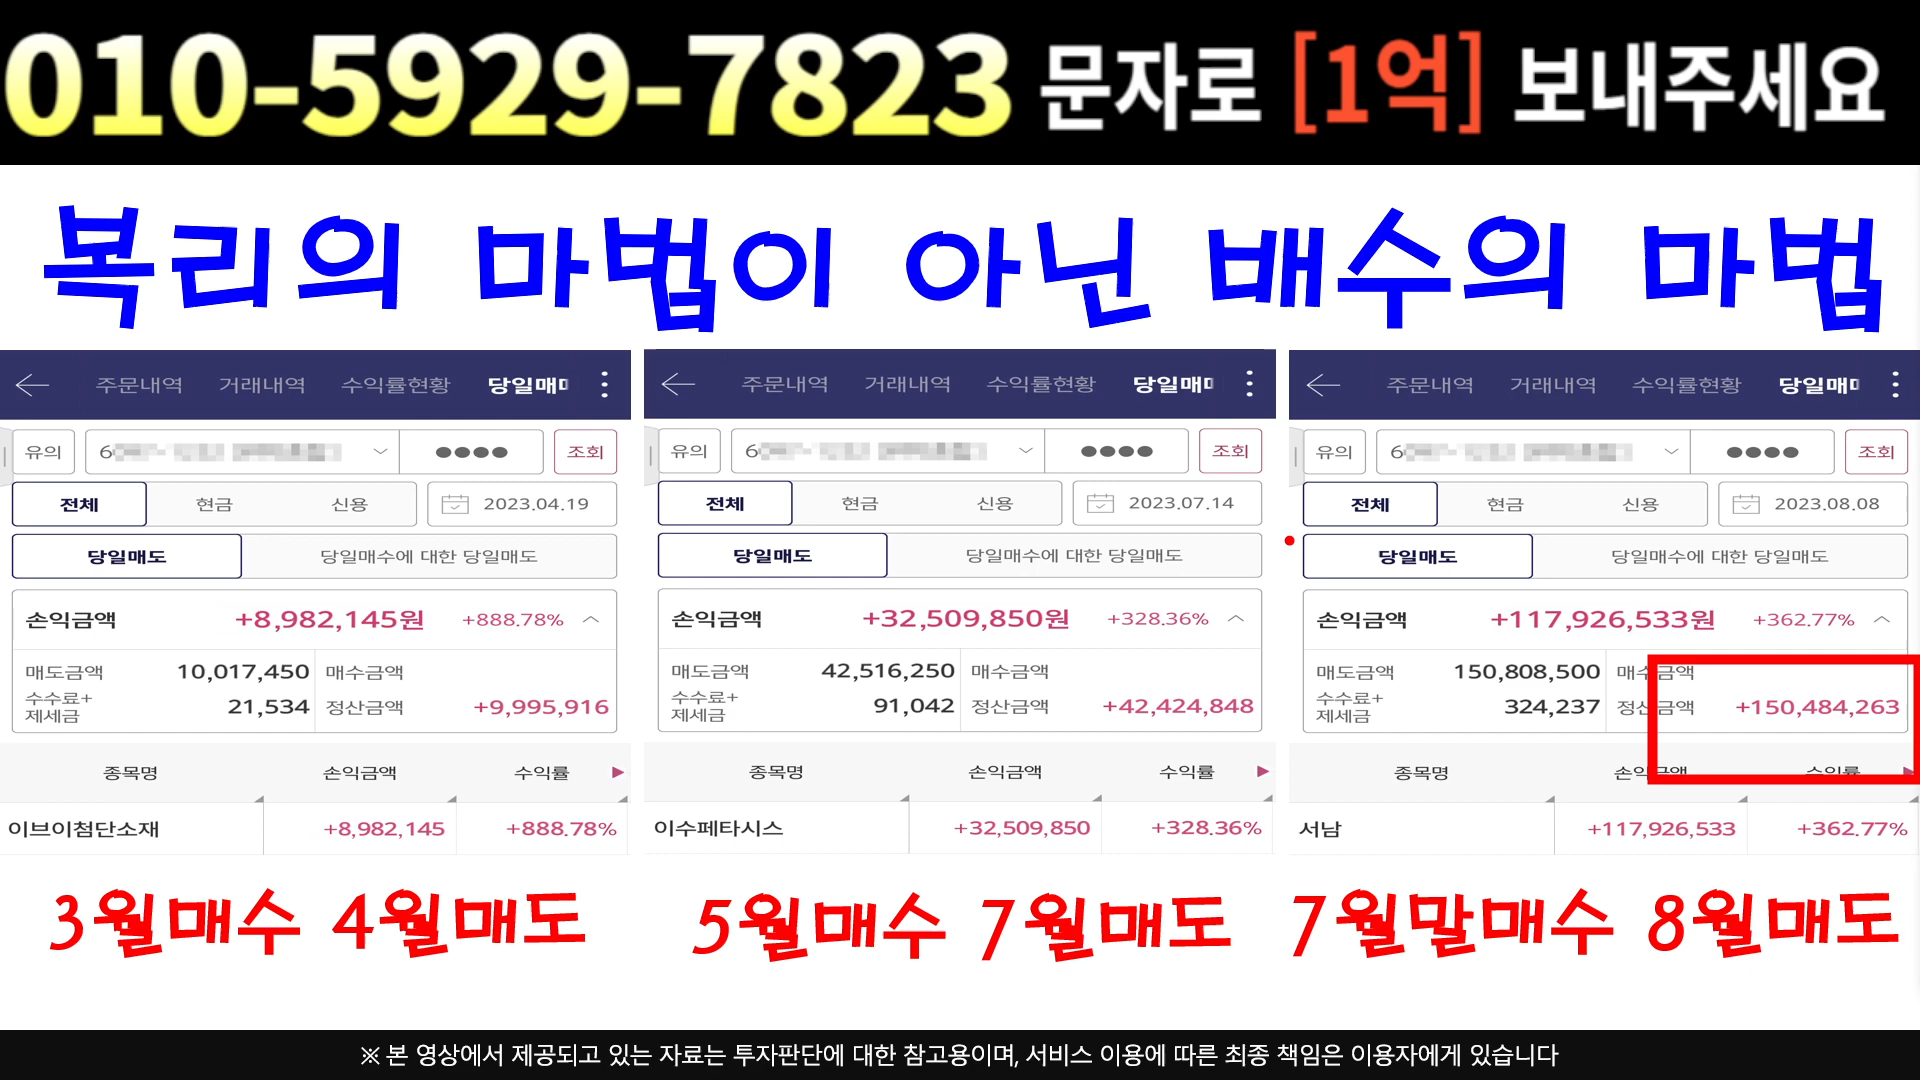 010-5929-7823 문자로 [1억] 보내주세요
복리의 마법이 아닌 배수의 마법
주문내역 거래내역 수익률현황 당일매
유의 6 ●●●● 조회
전체 현금 신용 2023.04.19
당일매도 당일매수에 대한 당일매도
손익금액 +8,982,145원 +888.78%
매도금액 10,017,450 매수금액
수수료+
제세금 21,534 정산금액 +9,995,916
종목명 손익금액 수익률
이브이첨단소재 +8,982,145 +888.78%
3월매수 4월매도
주문내역 거래내역 수익률현황 당일매
유의 6 ●●●● 조회
전체 현금 신용 2023.07.14
당일매도 당일매수에 대한 당일매도
손익금액 +32,509,850원 +328.36%
매도금액 42,516,250 매수금액
수수료+
제세금 91,042 정산금액 +42,424,848
종목명 손익금액 수익률
이수페타시스 +32,509,850 +328.36%
5월매수 7월매도
주문내역 거래내역 수익률현황 당일매
유의 6 ●●●● 조회
전체 현금 신용 2023.08.08
당일매도 당일매수에 대한 당일매도
손익금액 +117,926,533원 +362.77%
매도금액 150,808,500 매수금액
수수료+
제세금 324,237 정산금액 +150,484,263
종목명 손익금액 수익률
서남 +117,926,533 +362.77%
7월말매수 8월매도
※ 본 영상에서 제공되고 있는 자료는 투자판단에 대한 참고용이며, 서비스 이용에 따른 최종 책임은 이용자에게 있습니다